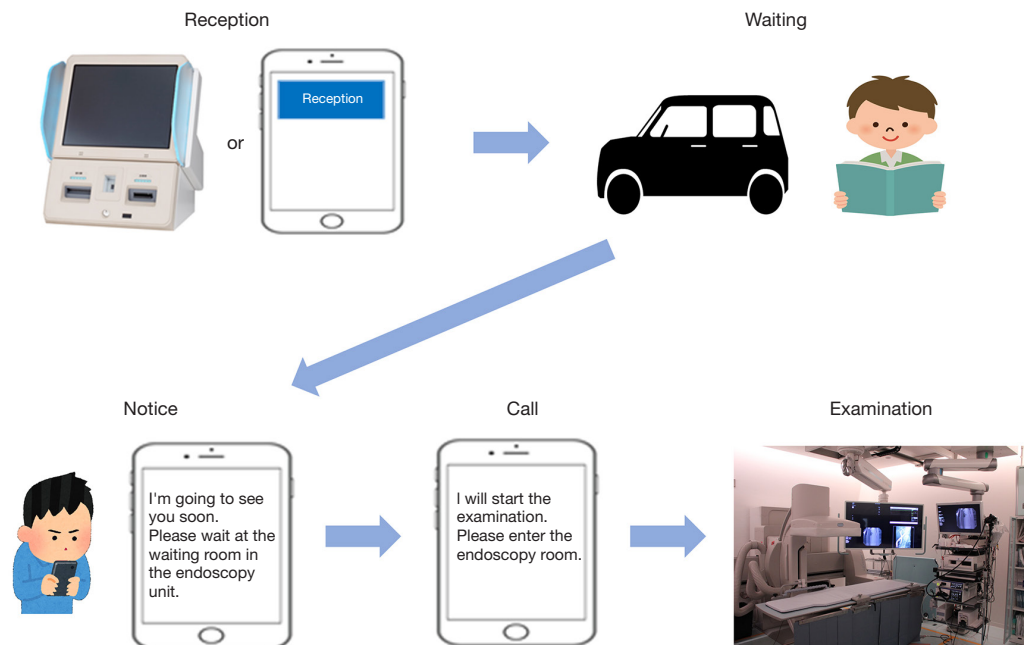 Reception
Waiting
or
Reception
Notice
Call
Examination
I'm going to see
you soon.
Please wait at the
waiting room in
the endoscopy
unit.
I will start the
examination.
Please enter the
endoscopy room.